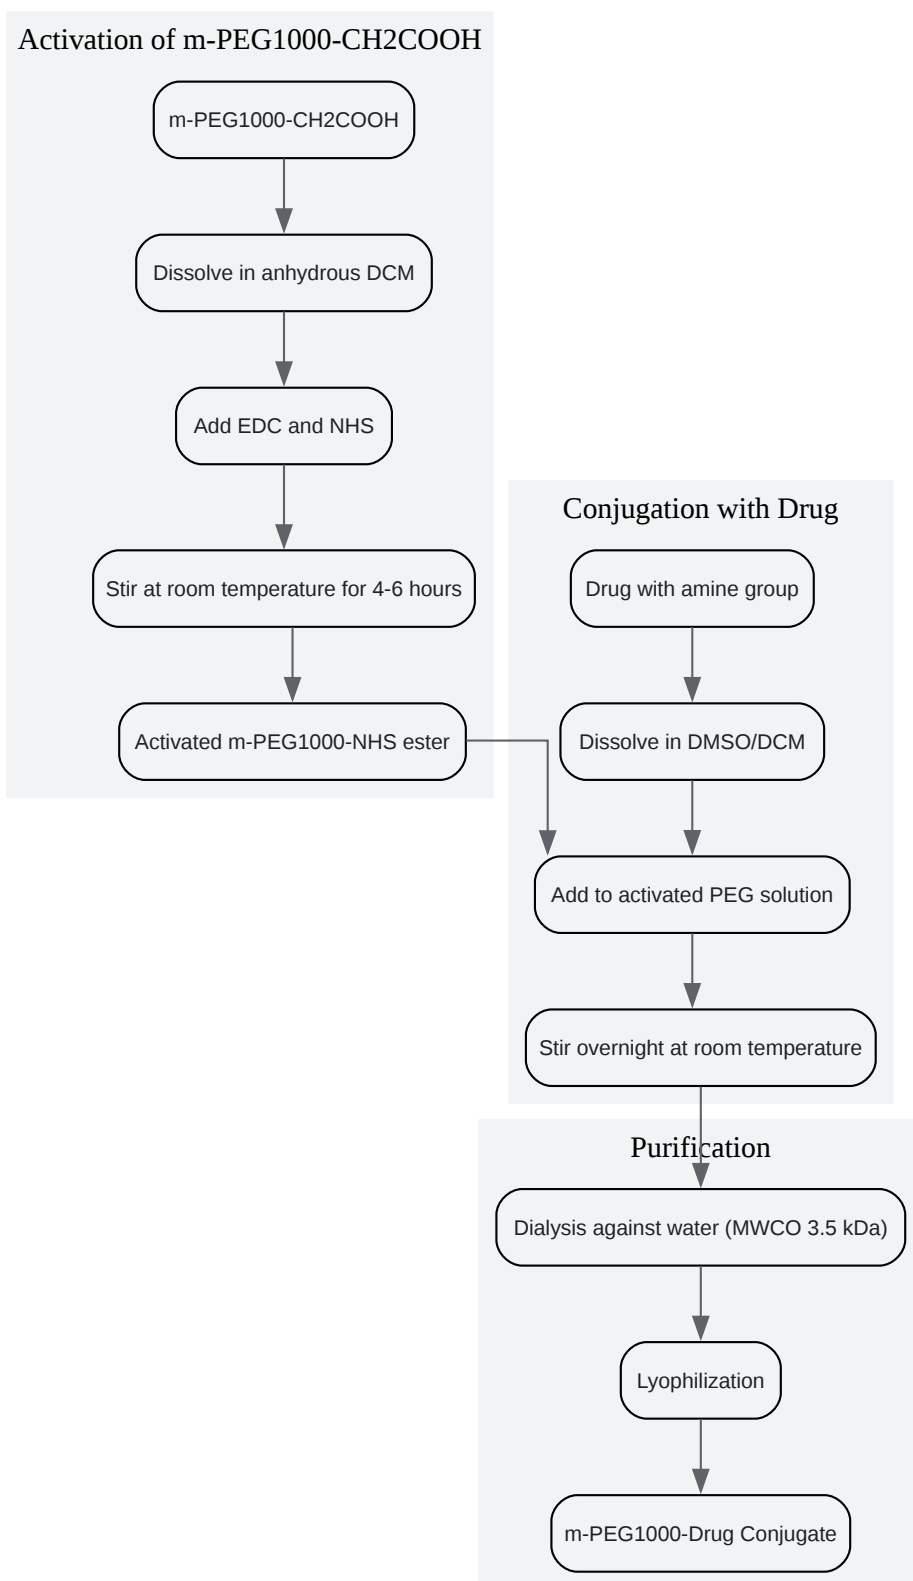 Activation of m-PEG1000-CH2COOH
m-PEG1000-CH2COOH
Dissolve in anhydrous DCM
Add EDC and NHS
Stir at room temperature for 4-6 hours
Activated m-PEG1000-NHS ester
Conjugation with Drug
Drug with amine group
Dissolve in DMSO/DCM
Add to activated PEG solution
Stir overnight at room temperature
Purification
Dialysis against water (MWCO 3.5 kDa)
Lyophilization
m-PEG1000-Drug Conjugate